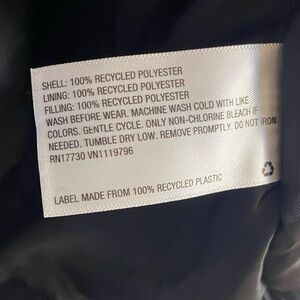 SHELL: 100% RECYCLED POLYESTER
LINING: 100% RECYCLED POLYESTER
FILLING: 100% RECYCLED POLYESTER
WASH BEFORE WEAR. MACHINE WASH COLD WITH LIKE
COLORS. GENTLE CYCLE. ONLY NON-CHLORINE BLEACH IF
NEEDED. TUMBLE DRY LOW. REMOVE PROMPTLY. DO NOT IRON.
RN17730 VN1119796
LABEL MADE FROM 100% RECYCLED PLASTIC